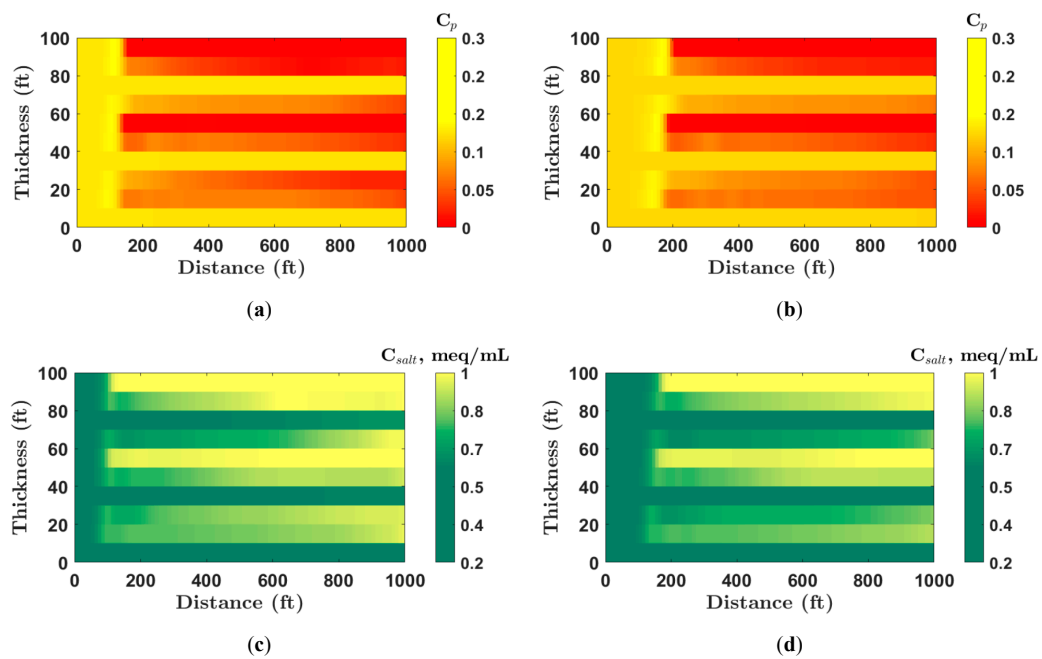 C_p C_p
100 0.3 100 0.3
80 0.2 80 0.2
60 0.2 60 0.2
40 0.1 40 0.1
20 0.05 20 0.05
0 0 0 0
Thickness (ft) Thickness (ft)
0 200 400 600 800 1000 0 200 400 600 800 1000
Distance (ft) Distance (ft)
(a) (b)
C_salt, meq/mL C_salt, meq/mL
100 1 100 1
80 0.8 80 0.8
60 0.7 60 0.7
40 0.5 40 0.5
20 0.4 20 0.4
0 0.2 0 0.2
Thickness (ft) Thickness (ft)
0 200 400 600 800 1000 0 200 400 600 800 1000
Distance (ft) Distance (ft)
(c) (d)